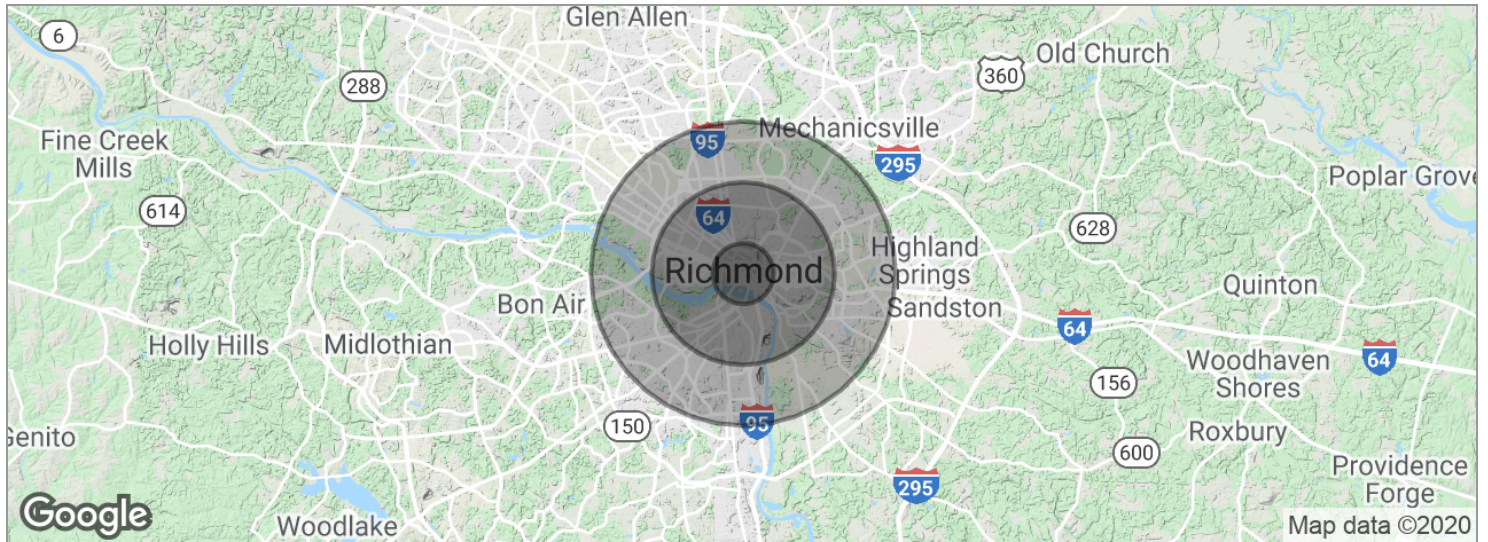 Glen Allen
6
Old Church
360
288
Mechanicsville
95
Fine Creek
Mills
295
Poplar Grove
614
64
628
Highland
Springs
Richmond
Quinton
Bon Air
Sandston
64
Holly Hills
Midlothian
64
Woodhaven
Shores
156
95
150
Genito
Roxbury
600
Providence
Forge
295
Google
Woodlake
Map data ©2020